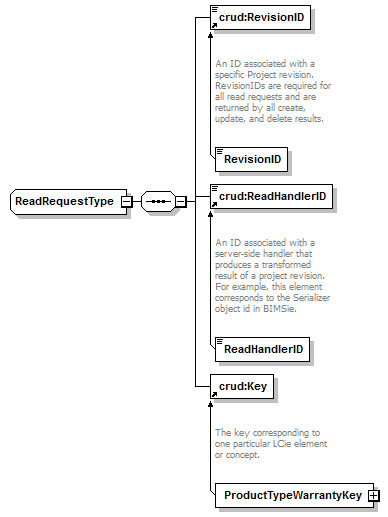 crud:RevisionID
An ID associated with a
specific Project revision.
RevisionIDs are required for
all read requests and are
returned by all create,
update, and delete results.
RevisionID
ReadRequestType
crud:ReadHandlerID
An ID associated with a
server-side handler that
produces a transformed
result of a project revision.
For example, this element
corresponds to the Serializer
object id in BIMSie.
ReadHandlerID
crud:Key
The key corresponding to
one particular LCie element
or concept.
ProductTypeWarrantyKey